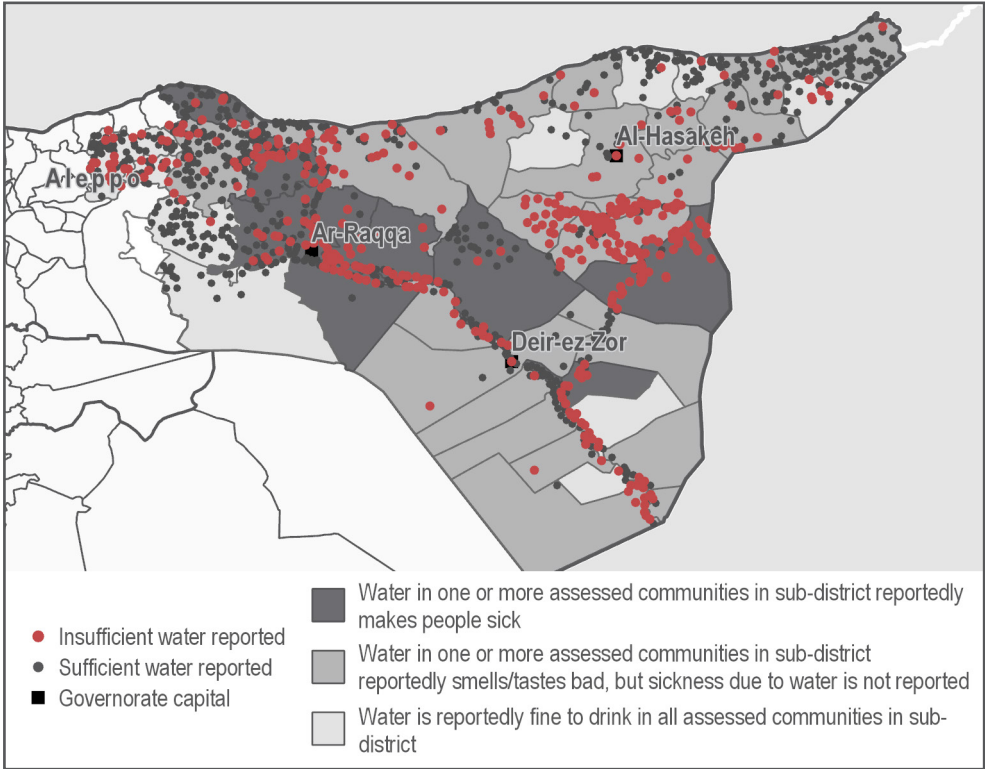 Al-Hasakeh
Aleppo
Ar-Raqqa
Deir-ez-Zor
Insufficient water reported
Sufficient water reported
Governorate capital
Water in one or more assessed communities in sub-district reportedly
makes people sick
Water in one or more assessed communities in sub-district
reportedly smells/tastes bad, but sickness due to water is not reported
Water is reportedly fine to drink in all assessed communities in sub-
district